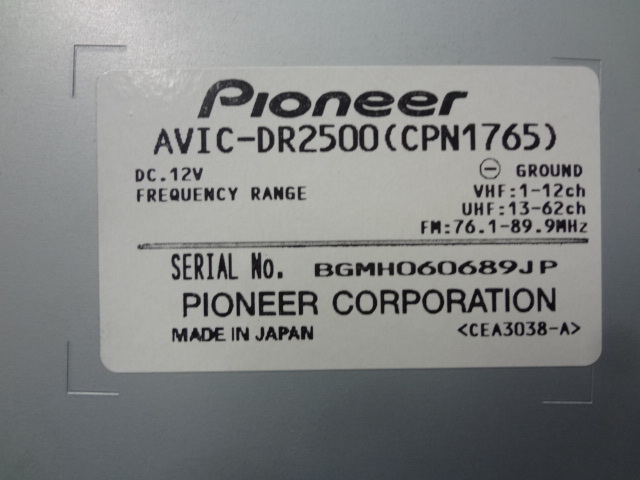 Pioneer
AVIC-DR2500(CPN1765)
DC.12V ⊖ GROUND
FREQUENCY RANGE VHF:1-12ch
UHF:13-62ch
FM:76.1-89.9MHz
SERIAL No. BGMH060689JP
PIONEER CORPORATION
MADE IN JAPAN <CEA3038-A>